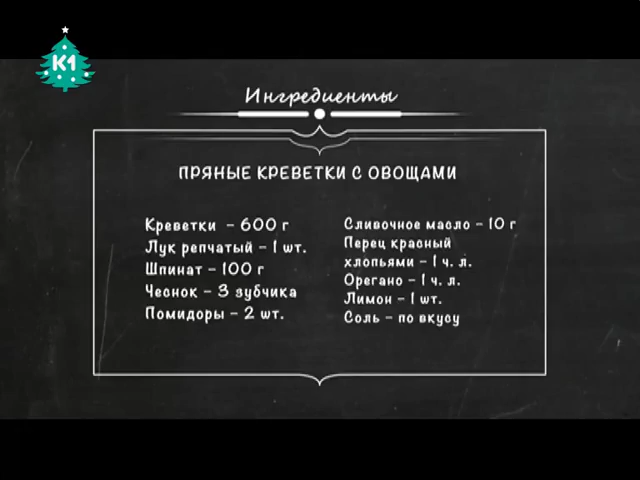 К1
Ингредиенты
ПРЯНЫЕ КРЕВЕТКИ С ОВОЩАМИ
Креветки – 600 г
Лук репчатый – 1 шт.
Шпинат – 100 г
Чеснок – 3 зубчика
Помидоры – 2 шт.
Сливочное масло – 10 г
Перец красный
хлопьями – 1 ч. л.
Орегано – 1 ч. л.
Лимон – 1 шт.
Соль – по вкусу